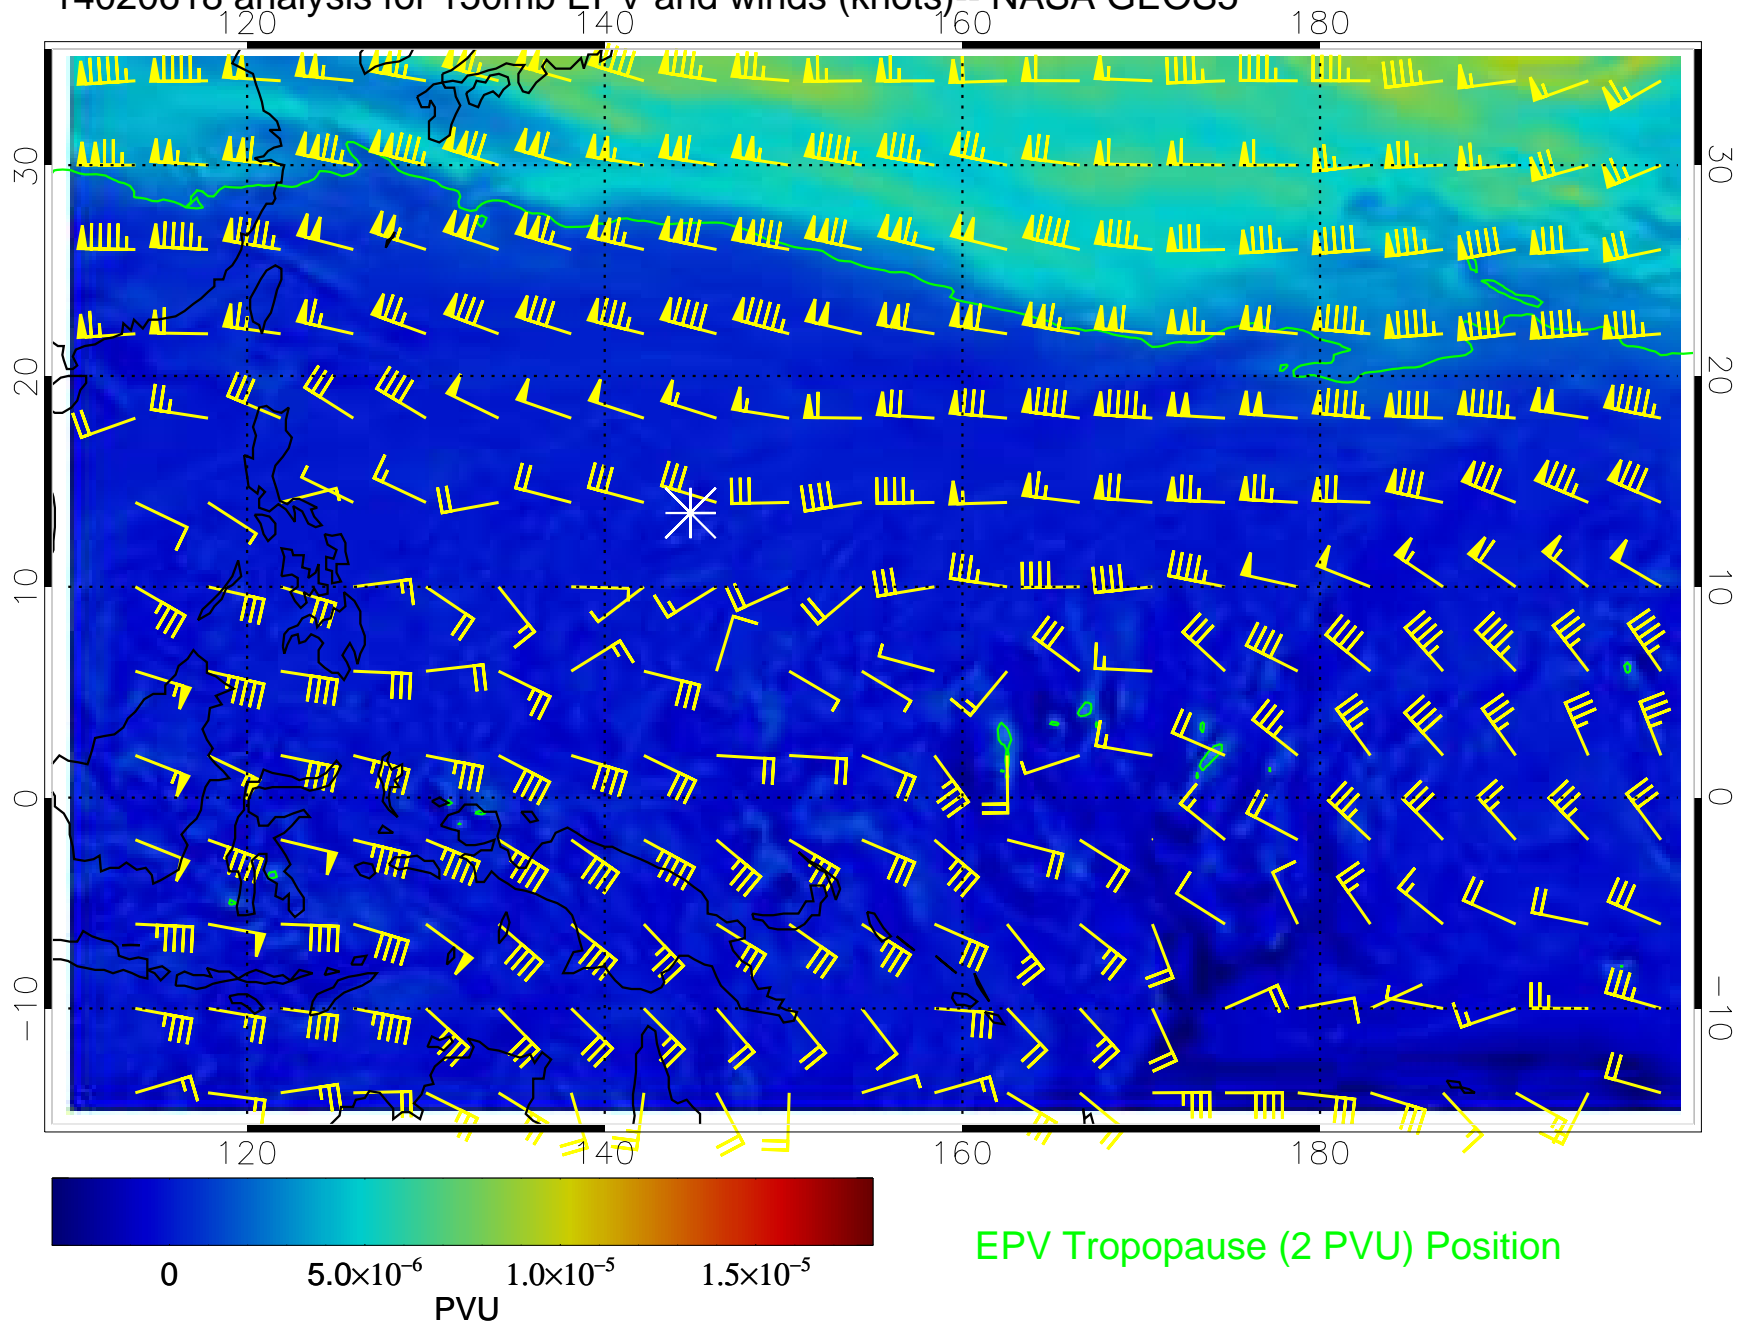 14020618 analysis for 150mb EPV and winds (knots)-- NASA GEOS5
120 140 160 180
30 30
20 20
10 10
0 0
-10 -10
120 140 160 180
0 5.0×10⁻⁶ 1.0×10⁻⁵ 1.5×10⁻⁵
PVU
EPV Tropopause (2 PVU) Position